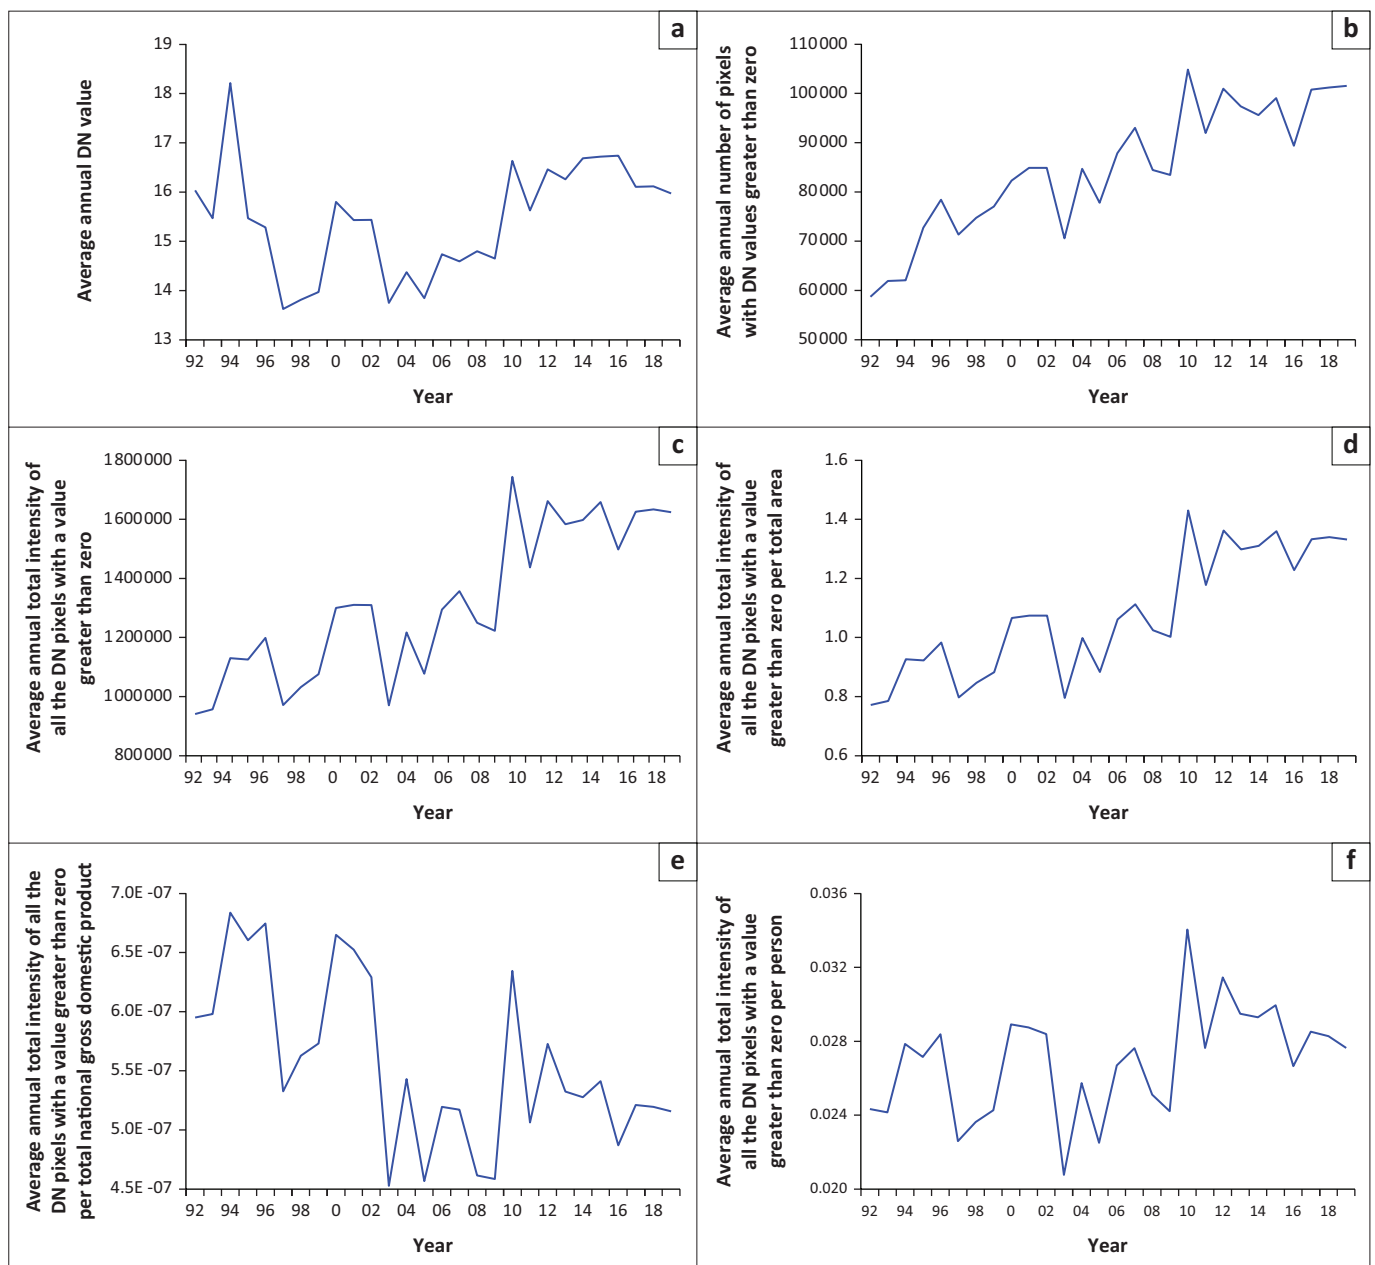 a
Average annual DN value
19
18
17
16
15
14
13
92 94 96 98 0 02 04 06 08 10 12 14 16 18
Year
b
Average annual number of pixels
with DN values greater than zero
110000
100000
90000
80000
70000
60000
50000
92 94 96 98 0 02 04 06 08 10 12 14 16 18
Year
c
Average annual total intensity of
all the DN pixels with a value
greater than zero
1800000
1600000
1400000
1200000
1000000
800000
92 94 96 98 0 02 04 06 08 10 12 14 16 18
Year
d
Average annual total intensity of
all the DN pixels with a value
greater than zero per total area
1.6
1.4
1.2
1.0
0.8
0.6
92 94 96 98 0 02 04 06 08 10 12 14 16 18
Year
e
Average annual total intensity of all the
DN pixels with a value greater than zero
per total national gross domestic product
7.0E -07
6.5E -07
6.0E -07
5.5E -07
5.0E -07
4.5E -07
92 94 96 98 0 02 04 06 08 10 12 14 16 18
Year
f
Average annual total intensity of
all the DN pixels with a value
greater than zero per person
0.036
0.032
0.028
0.024
0.020
92 94 96 98 0 02 04 06 08 10 12 14 16 18
Year